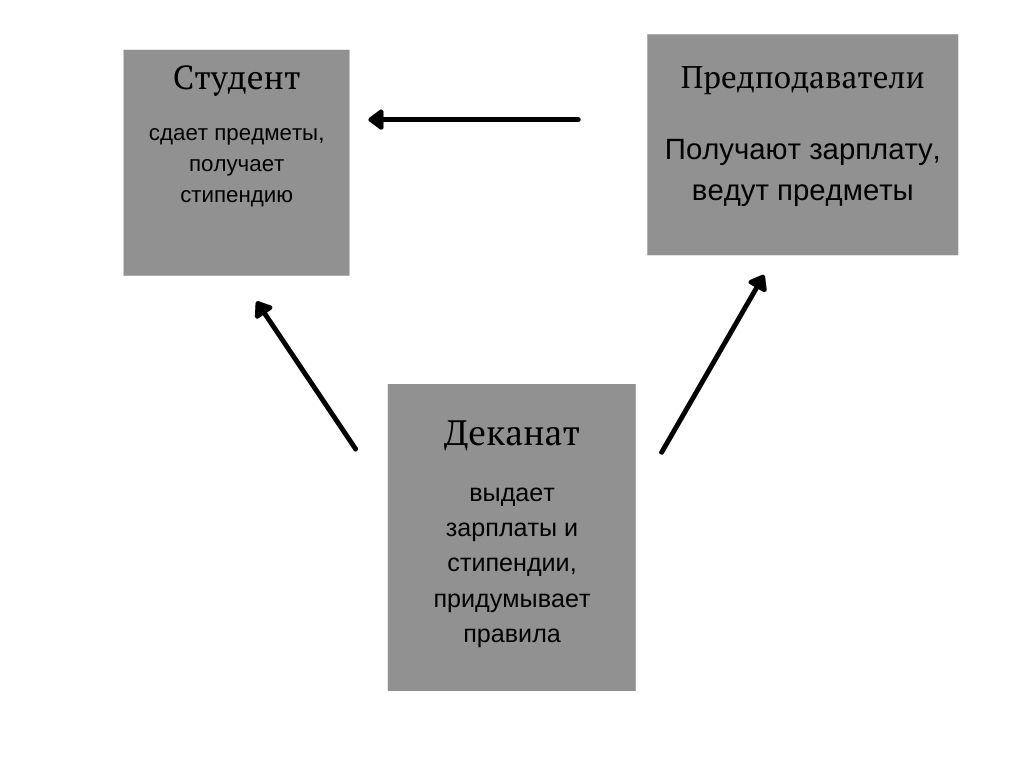 Студент
сдает предметы,
получает
стипендию
Предподаватели
Получают зарплату,
ведут предметы
Деканат
выдает
зарплаты и
стипендии,
придумывает
правила